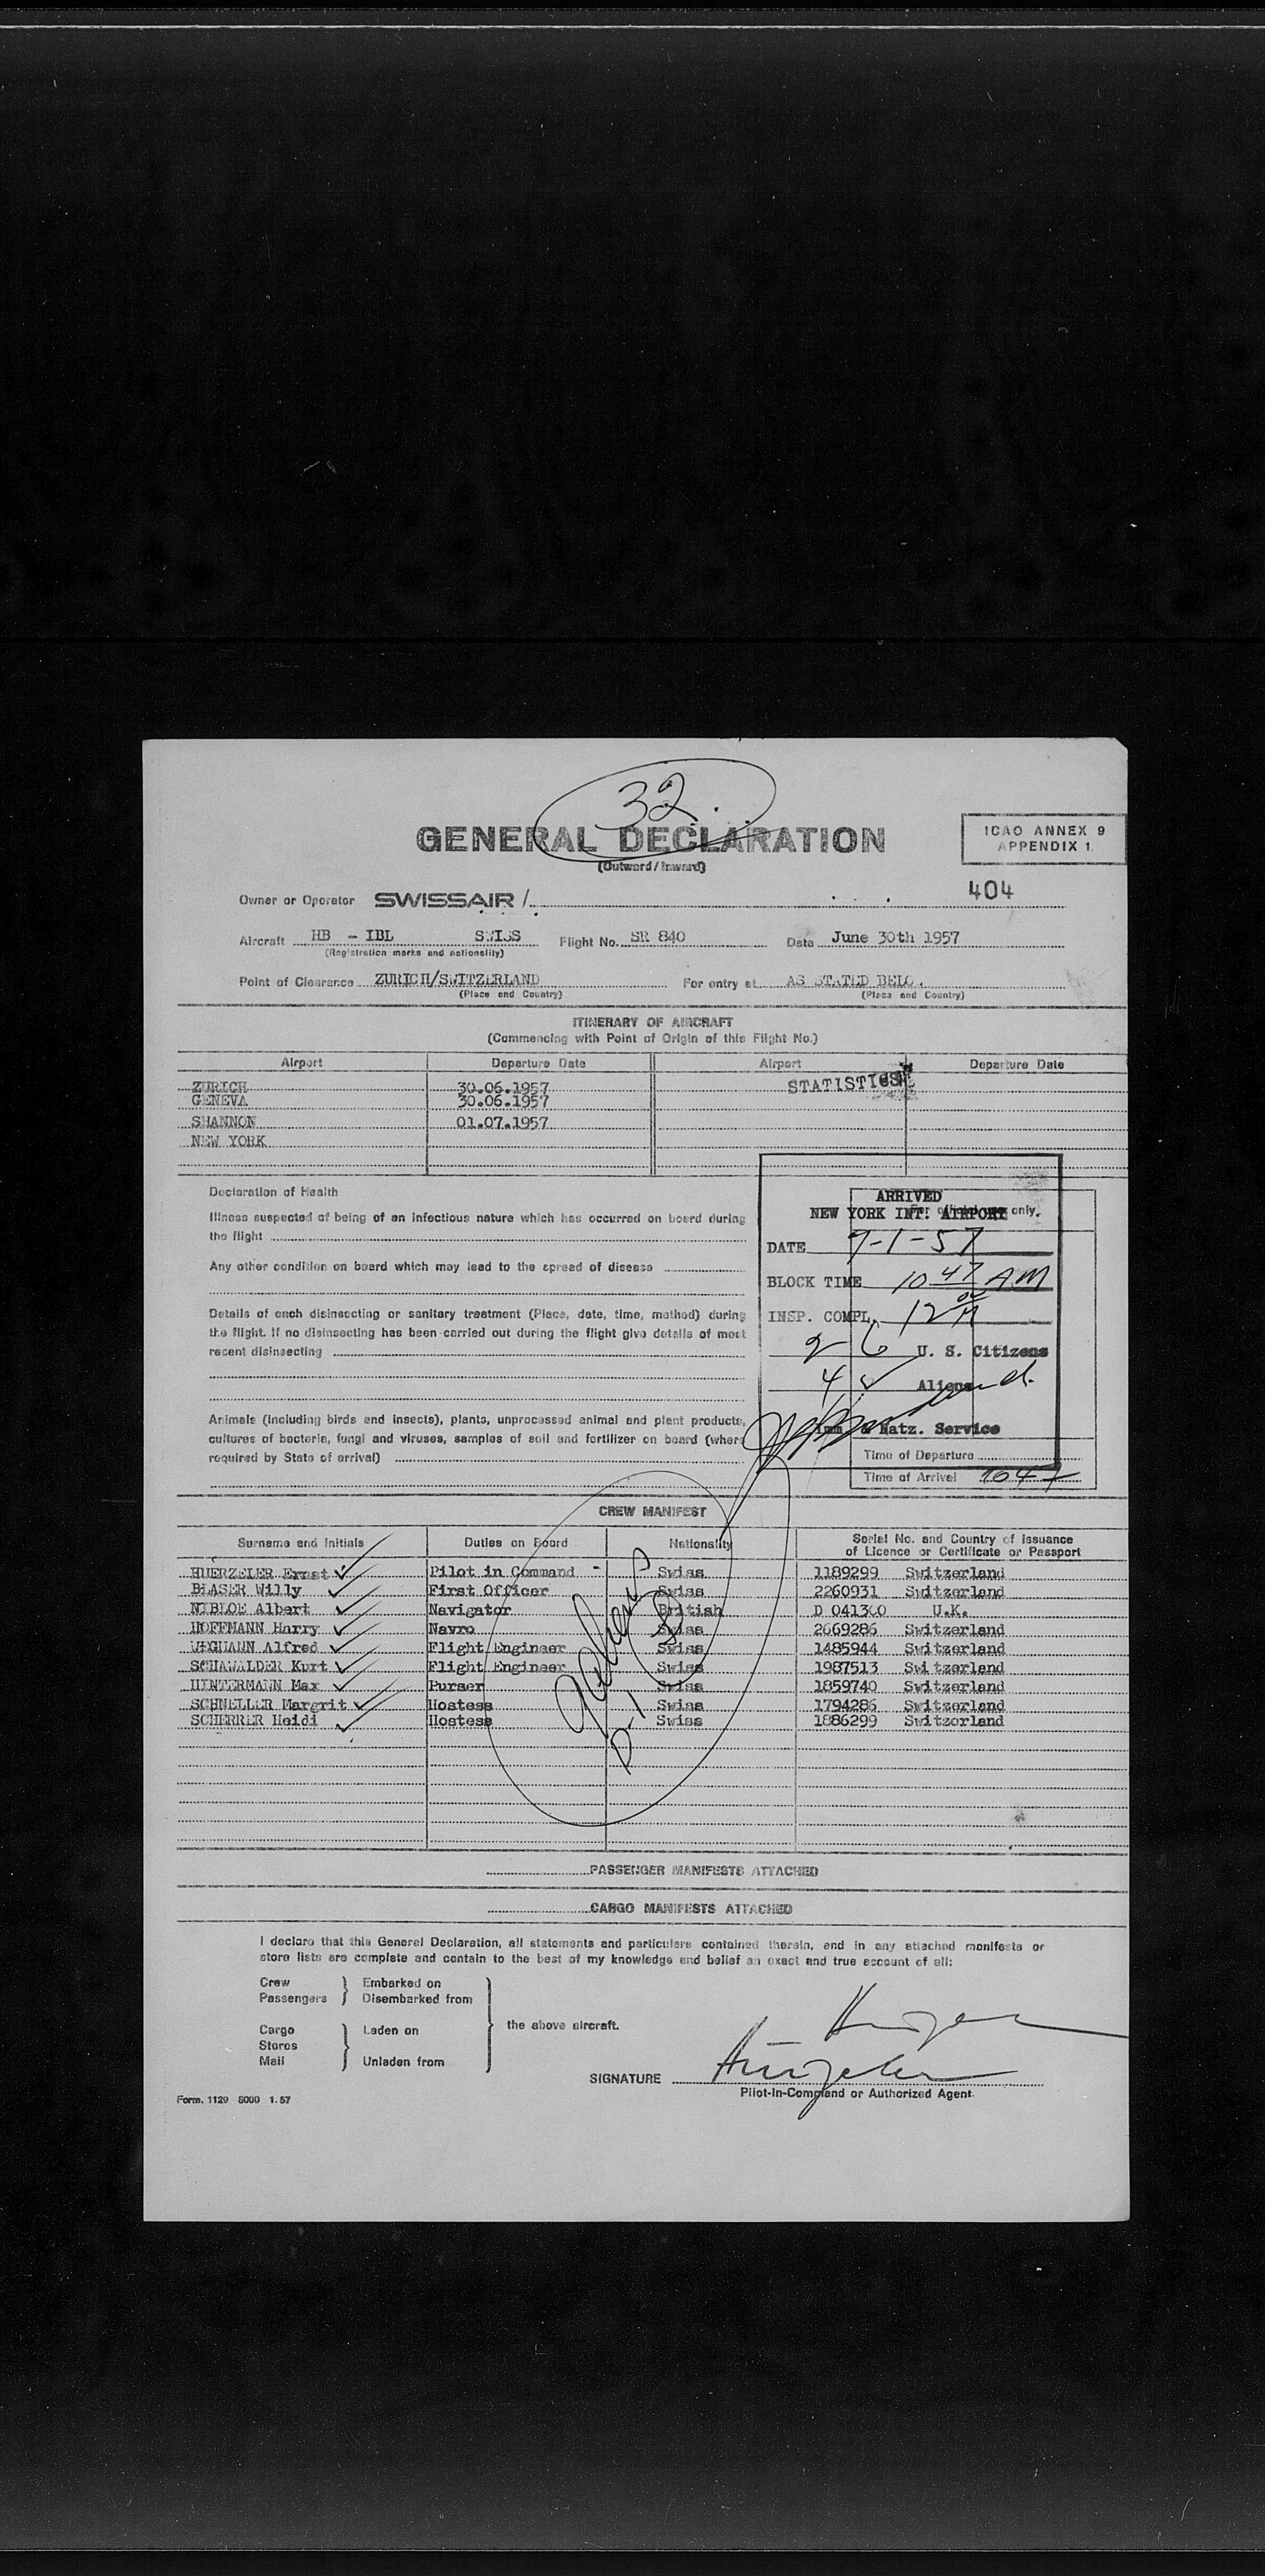 32.
GENERAL DECLARATION
(Outward / Inward)
ICAO ANNEX 9
APPENDIX 1.
404
Owner or Operator SWISSAIR /
Aircraft HB - IBL SWISS Flight No. SR 840 Date June 30th 1957
(Registration marks and nationality)
Point of Clearance ZURICH/SWITZERLAND For entry at AS STATED BELO
(Place and Country) (Place and Country)
ITINERARY OF AIRCRAFT
(Commencing with Point of Origin of this Flight No.)
Airport Departure Date Airport Departure Date
ZURICH 30.06.1957 STATISTICS
GENEVA 30.06.1957
SHANNON 01.07.1957
NEW YORK
Declaration of Health
Illness suspected of being of an infectious nature which has occurred on board during
the flight
Any other condition on board which may lead to the spread of disease
Details of each disinsecting or sanitary treatment (Place, date, time, method) during
the flight. If no disinsecting has been carried out during the flight give details of most
recent disinsecting
Animals (including birds and insects), plants, unprocessed animal and plant products,
cultures of bacteria, fungi and viruses, samples of soil and fertilizer on board (where
required by State of arrival)
For official use only.
ARRIVED
NEW YORK INT. AIRPORT
DATE 7-1-57
BLOCK TIME 10 47 AM
INSP. COMPL. 12 00 M
26 U. S. Citizens
4 Aliens
Imm & Natz. Service
Time of Departure
Time of Arrival 1047
CREW MANIFEST
Surname and Initials Duties on Board Nationality Serial No. and Country of issuance
of Licence or Certificate or Passport
HUERZELER Ernst Pilot in Command - Swiss 1189299 Switzerland
BLASER Willy First Officer Swiss 2260931 Switzerland
NIBLOE Albert Navigator British D 041300 U.K.
HOFFMANN Harry Navro Swiss 2669286 Switzerland
WEGMANN Alfred Flight Engineer Swiss 1485944 Switzerland
SCHAWALDER Kurt Flight Engineer Swiss 1987513 Switzerland
HINTERMANN Max Purser Swiss 1859740 Switzerland
SCHNELLER Margrit Hostess Swiss 1794286 Switzerland
SCHERRER Heidi Hostess Swiss 1886299 Switzerland
9 aliens
D-1
PASSENGER MANIFESTS ATTACHED
CARGO MANIFESTS ATTACHED
I declare that this General Declaration, all statements and particulars contained therein, and in any attached manifests or
store lists are complete and contain to the best of my knowledge and belief an exact and true account of all:
Crew Embarked on
Passengers Disembarked from
the above aircraft.
Cargo Laden on
Stores
Mail Unladen from
SIGNATURE
Pilot-In-Command or Authorized Agent.
Form. 1129 5000 1.57